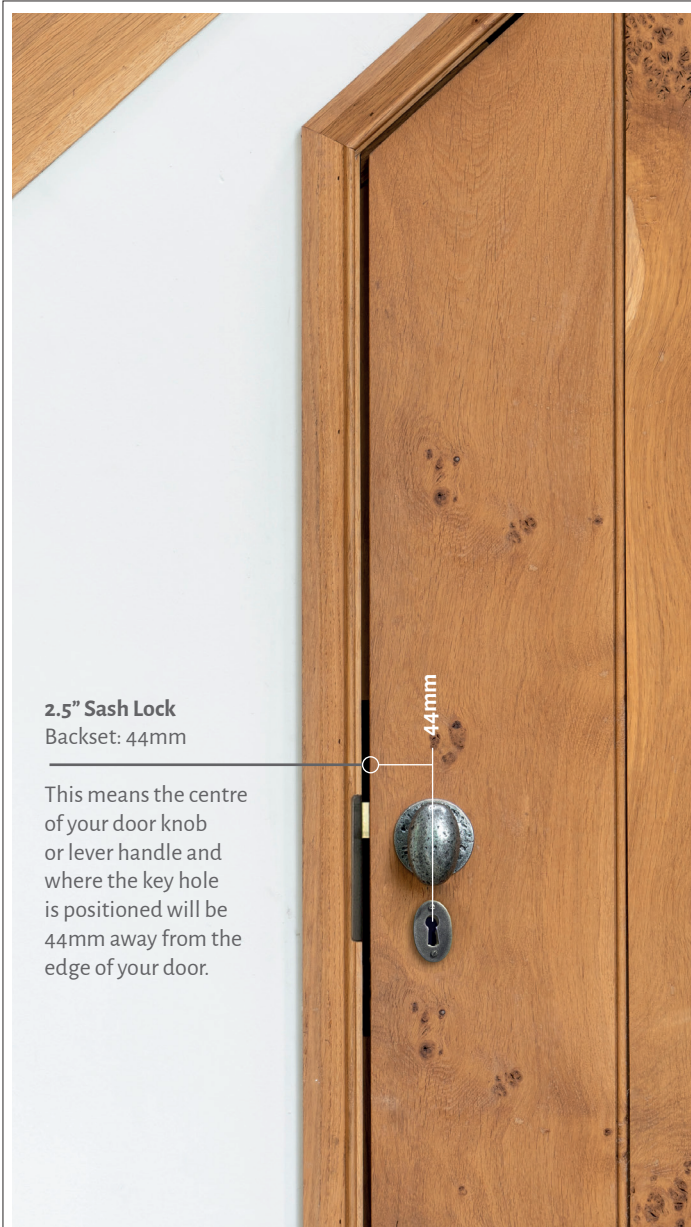 2.5” Sash Lock
Backset: 44mm
44mm
This means the centre
of your door knob
or lever handle and
where the key hole
is positioned will be
44mm away from the
edge of your door.